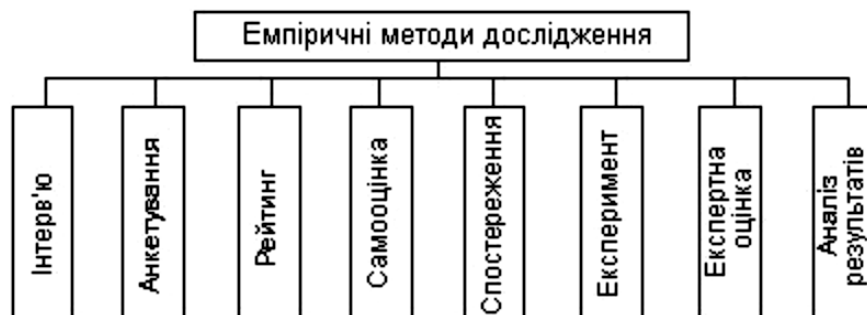 Емпіричні методи дослідження
Інтерв'ю
Анкетування
Рейтинг
Самооцінка
Спостереження
Експеримент
Експертна
оцінка
Аналіз
результатів